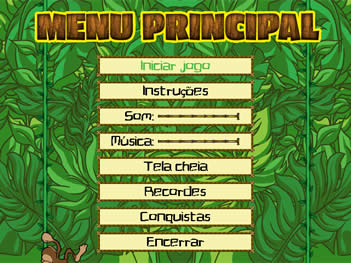 MENU PRINCIPAL
Iniciar jogo
Instruções
Som:
Música:
Tela cheia
Recordes
Conquistas
Encerrar